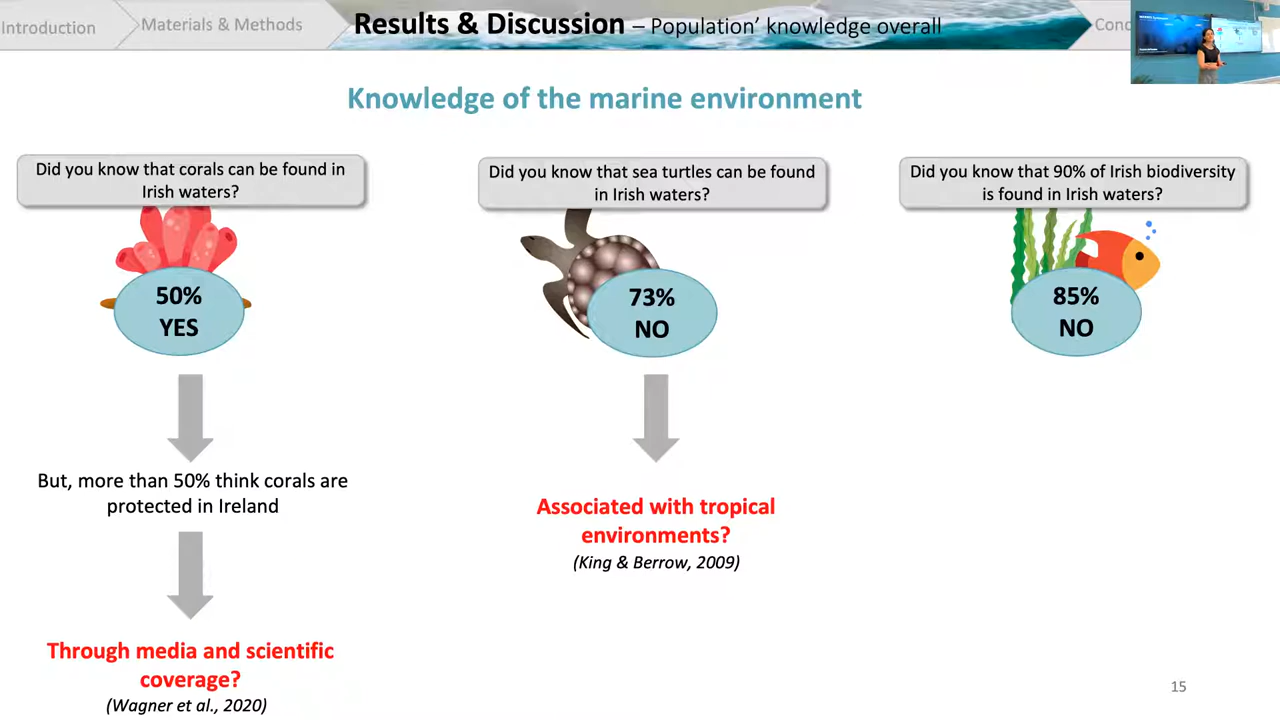 Introduction
Materials & Methods
Results & Discussion – Population’ knowledge overall
Conc
Knowledge of the marine environment
Did you know that corals can be found in
Irish waters?
50%
YES
But, more than 50% think corals are
protected in Ireland
Through media and scientific
coverage?
(Wagner et al., 2020)
Did you know that sea turtles can be found
in Irish waters?
73%
NO
Associated with tropical
environments?
(King & Berrow, 2009)
Did you know that 90% of Irish biodiversity
is found in Irish waters?
85%
NO
15